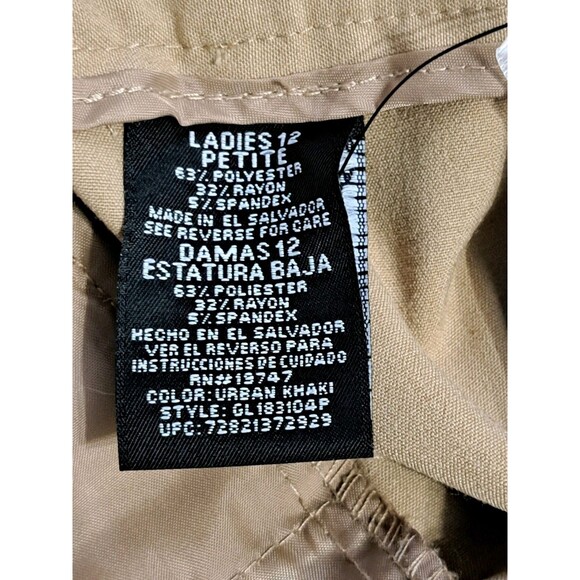 LADIES 12
PETITE
63% POLYESTER
32% RAYON
5% SPANDEX
MADE IN EL SALVADOR
SEE REVERSE FOR CARE
DAMAS 12
ESTATURA BAJA
63% POLIESTER
32% RAYON
5% SPANDEX
HECHO EN EL SALVADOR
VER EL REVERSO PARA
INSTRUCCIONES DE CUIDADO
RN#19747
COLOR: URBAN KHAKI
STYLE: GL183104P
UPC: 72821372929